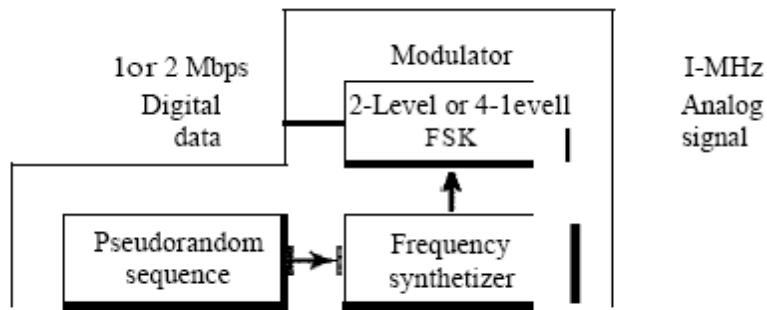 1or 2 Mbps
Digital
data
Modulator
2-Level or 4-1evell
FSK
I-MHz
Analog
signal
Pseudorandom
sequence
Frequency
synthetizer